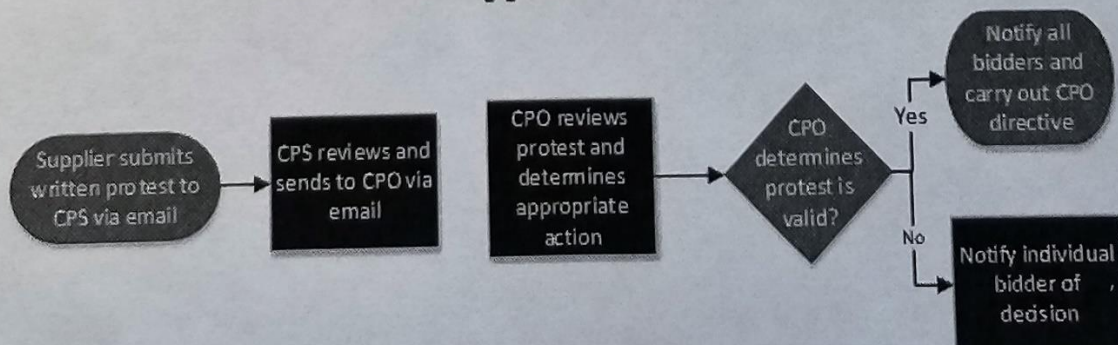 Supplier submits
written protest to
CPS via email
CPS reviews and
sends to CPO via
email
CPO reviews
protest and
determines
appropriate
action
CPO
determines
protest is
valid?
Yes
Notify all
bidders and
carry out CPO
directive
No
Notify individual
bidder of
decision